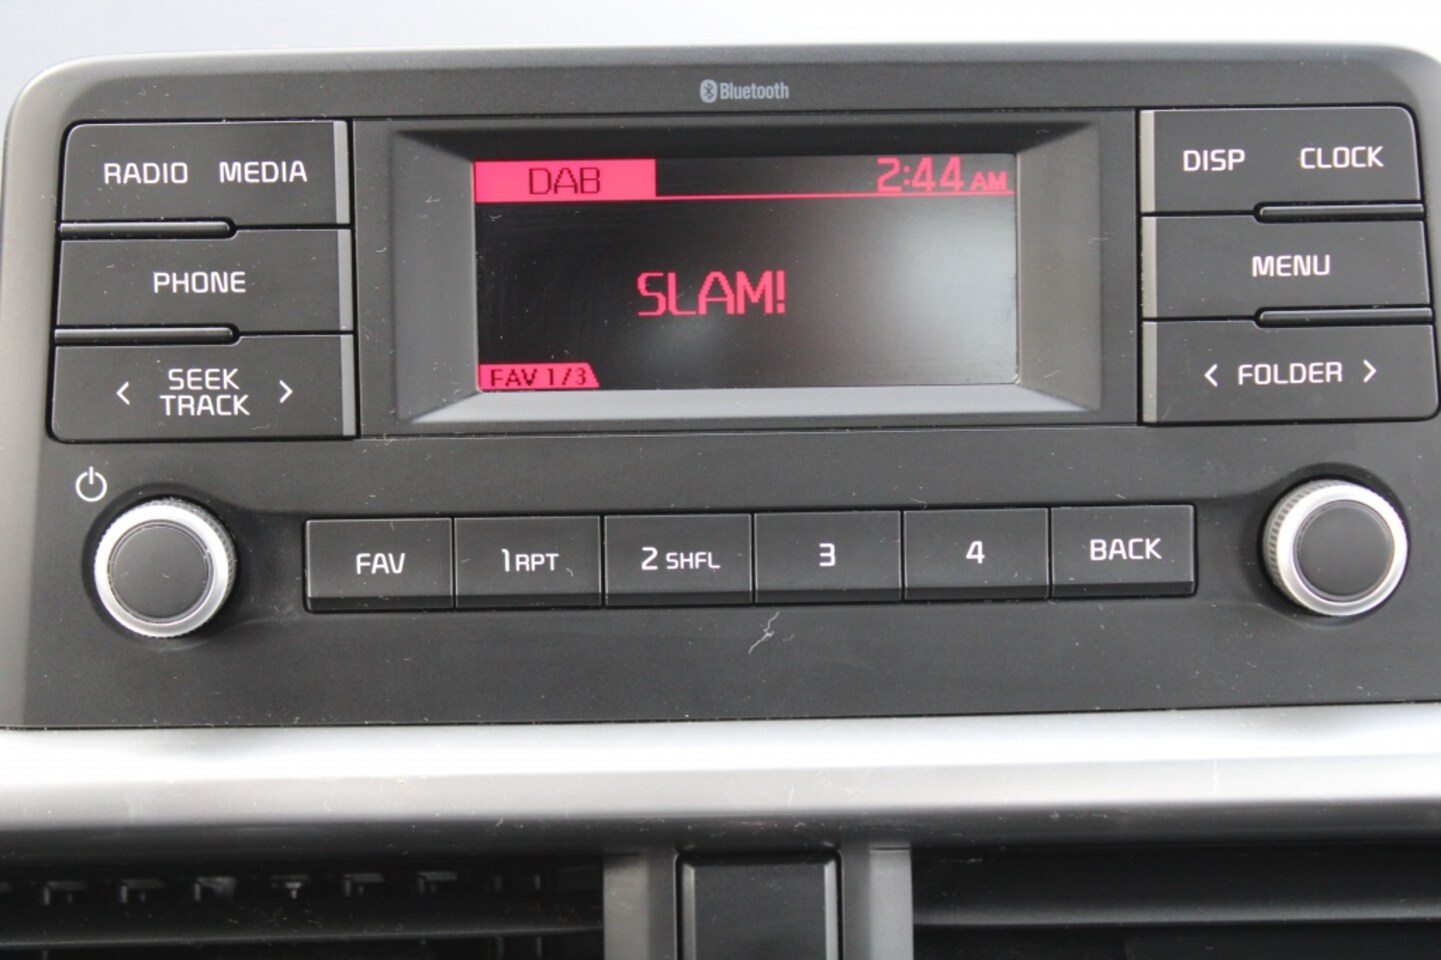 Bluetooth
RADIO MEDIA
DAB 2:44 AM
DISP CLOCK
PHONE
SLAM!
MENU
< SEEK TRACK >
FAV 1/3
< FOLDER >
FAV 1 RPT 2 SHFL 3 4 BACK